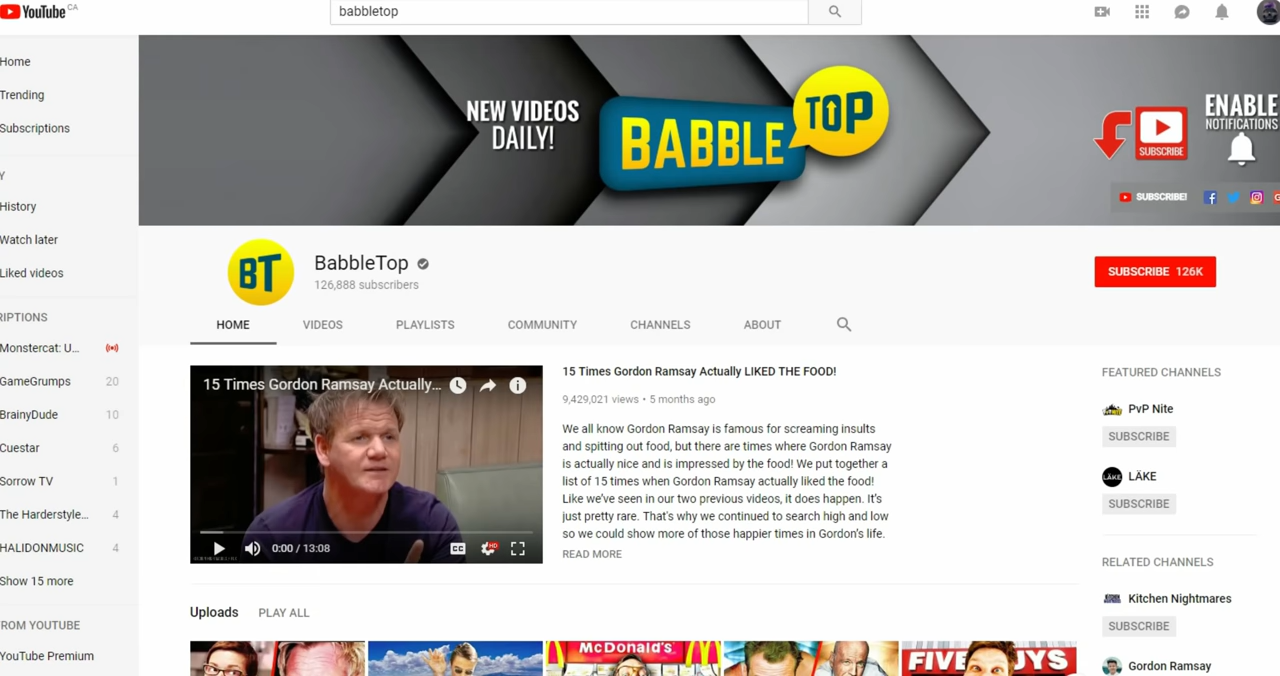 YouTube CA
babbletop
Home
Trending
Subscriptions
Y
History
Watch later
Liked videos
RIPTIONS
Monstercat: U...
GameGrumps 20
BrainyDude 10
Cuestar 6
Sorrow TV 1
The Harderstyle... 4
HALIDONMUSIC 4
Show 15 more
ROM YOUTUBE
YouTube Premium
NEW VIDEOS
DAILY!
BABBLE
TOP
SUBSCRIBE
ENABLE
NOTIFICATIONS
SUBSCRIBE!
BT
BabbleTop
126,888 subscribers
SUBSCRIBE 126K
HOME VIDEOS PLAYLISTS COMMUNITY CHANNELS ABOUT
15 Times Gordon Ramsay Actually...
0:00 / 13:08
CC
HD
15 Times Gordon Ramsay Actually LIKED THE FOOD!
9,429,021 views • 5 months ago
We all know Gordon Ramsay is famous for screaming insults
and spitting out food, but there are times where Gordon Ramsay
is actually nice and is impressed by the food! We put together a
list of 15 times when Gordon Ramsay actually liked the food!
Like we've seen in our two previous videos, it does happen. It's
just pretty rare. That's why we continued to search high and low
so we could show more of those happier times in Gordon's life.
READ MORE
FEATURED CHANNELS
PvP Nite
SUBSCRIBE
LÄKE
LÄKE
SUBSCRIBE
RELATED CHANNELS
Kitchen Nightmares
SUBSCRIBE
Gordon Ramsay
Uploads PLAY ALL
McDonald's
FIVE GUYS